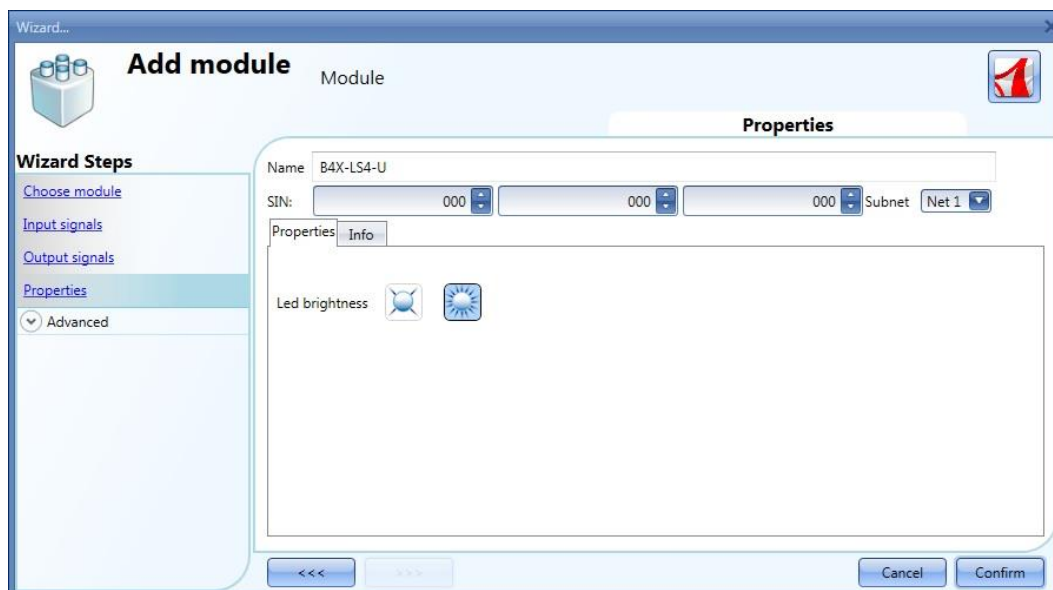 Wizard...
Add module
Module
Properties
Wizard Steps
Choose module
Input signals
Output signals
Properties
Advanced
Name B4X-LS4-U
SIN: 000 000 000 Subnet Net 1
Properties Info
Led brightness
<<< >>> Cancel Confirm